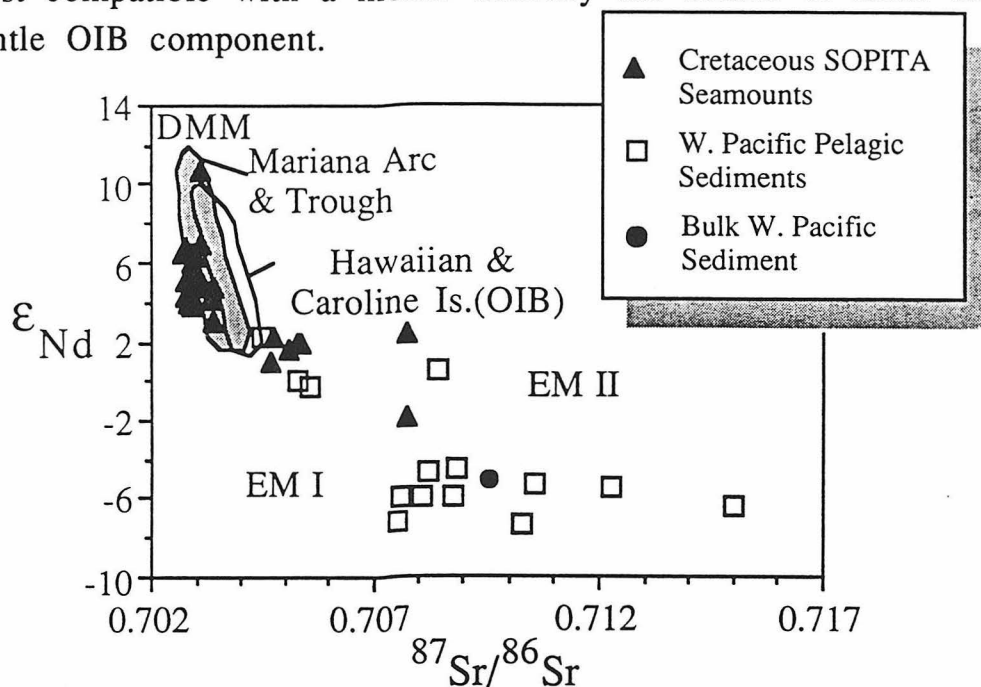 compatible with a
ntle OIB component.
Cretaceous SOPITA
Seamounts
W. Pacific Pelagic
Sediments
Bulk W. Pacific
Sediment
14
10
6
2
-2
-6
-10
εNd
DMM
Mariana Arc
& Trough
Hawaiian &
Caroline Is.(OIB)
EM II
EM I
0.702
0.707
0.712
0.717
87Sr/86Sr